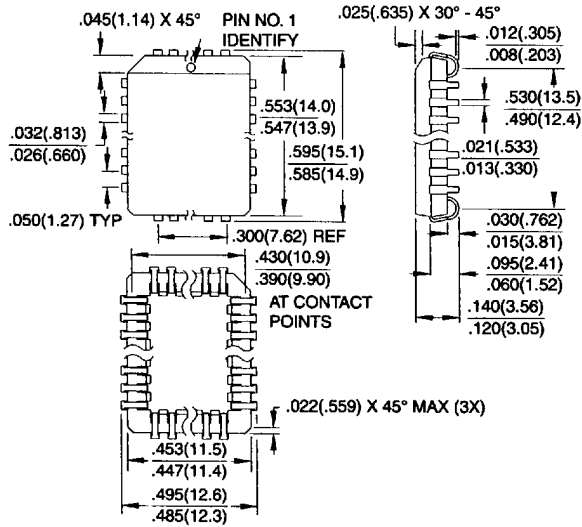 .045(1.14) X 45°
PIN NO. 1
IDENTIFY
.025(.635) X 30° - 45°
.012(.305)
.008(.203)
.553(14.0)
.547(13.9)
.530(13.5)
.490(12.4)
.032(.813)
.026(.660)
.595(15.1)
.585(14.9)
.021(.533)
.013(.330)
.050(1.27) TYP
.300(7.62) REF
.030(.762)
.015(3.81)
.430(10.9)
.390(9.90)
AT CONTACT
POINTS
.095(2.41)
.060(1.52)
.140(3.56)
.120(3.05)
.022(.559) X 45° MAX (3X)
.453(11.5)
.447(11.4)
.495(12.6)
.485(12.3)